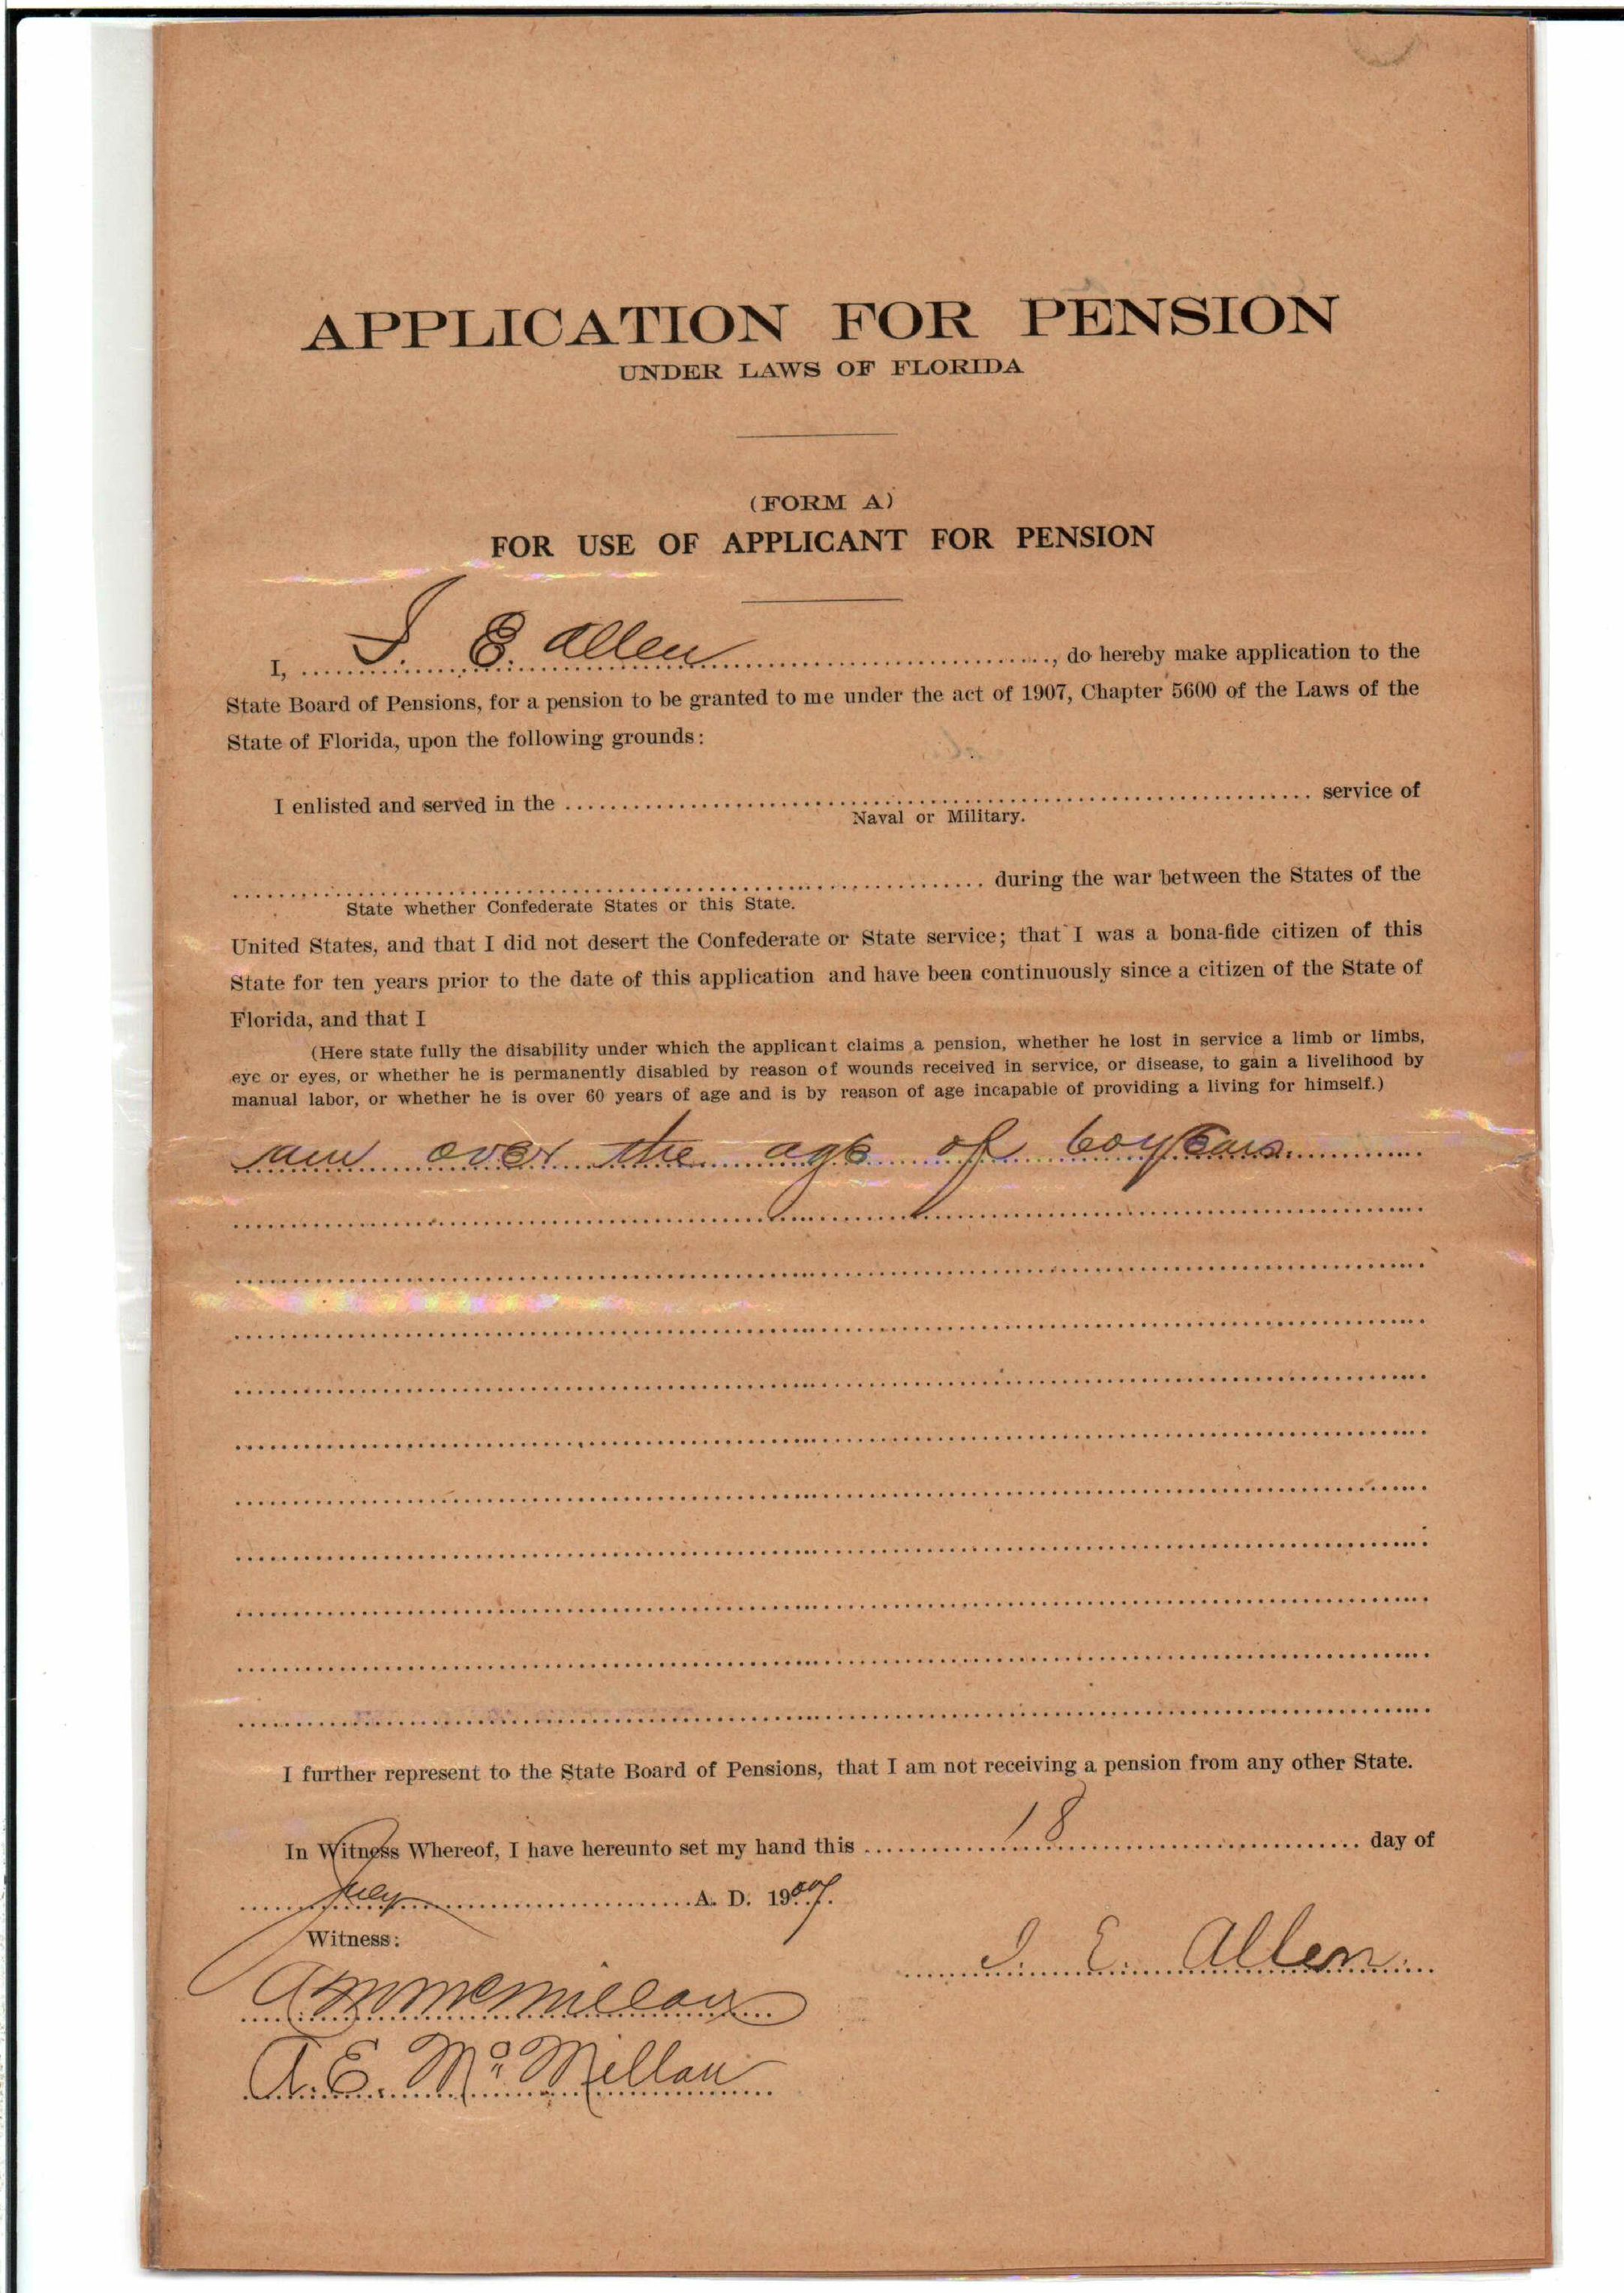 APPLICATION FOR PENSION
UNDER LAWS OF FLORIDA
(FORM A)
FOR USE OF APPLICANT FOR PENSION
I, E. Allen, do hereby make application to the
State Board of Pensions, for a pension to be granted to me under the act of 1907, Chapter 5600 of the Laws of the
State of Florida, upon the following grounds:
I enlisted and served in the service of
Naval or Military.
during the war between the States of the
State whether Confederate States or this State.
United States, and that I did not desert the Confederate or State service; that I was a bona-fide citizen of this
State for ten years prior to the date of this application and have been continuously since a citizen of the State of
Florida, and that I
(Here state fully the disability under which the applicant claims a pension, whether he lost in service a limb or limbs,
eye or eyes, or whether he is permanently disabled by reason of wounds received in service, or disease, to gain a livelihood by
manual labor, or whether he is over 60 years of age and is by reason of age incapable of providing a living for himself.)
am over the age of 60 years
I further represent to the State Board of Pensions, that I am not receiving a pension from any other State.
In Witness Whereof, I have hereunto set my hand this 18 day of
July A. D. 1907.
Witness:
E. Allen
McMillan
A. E. McMillan